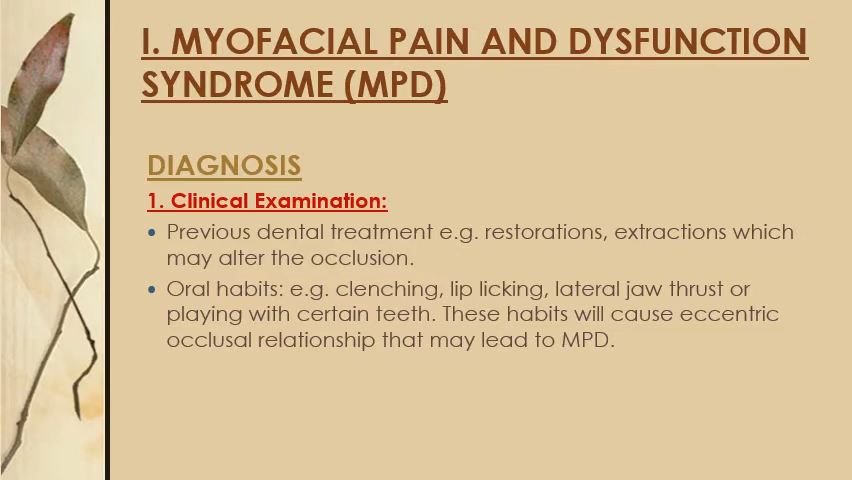 I. MYOFACIAL PAIN AND DYSFUNCTION
SYNDROME (MPD)
DIAGNOSIS
1. Clinical Examination:
• Previous dental treatment e.g. restorations, extractions which
may alter the occlusion.
• Oral habits: e.g. clenching, lip licking, lateral jaw thrust or
playing with certain teeth. These habits will cause eccentric
occlusal relationship that may lead to MPD.